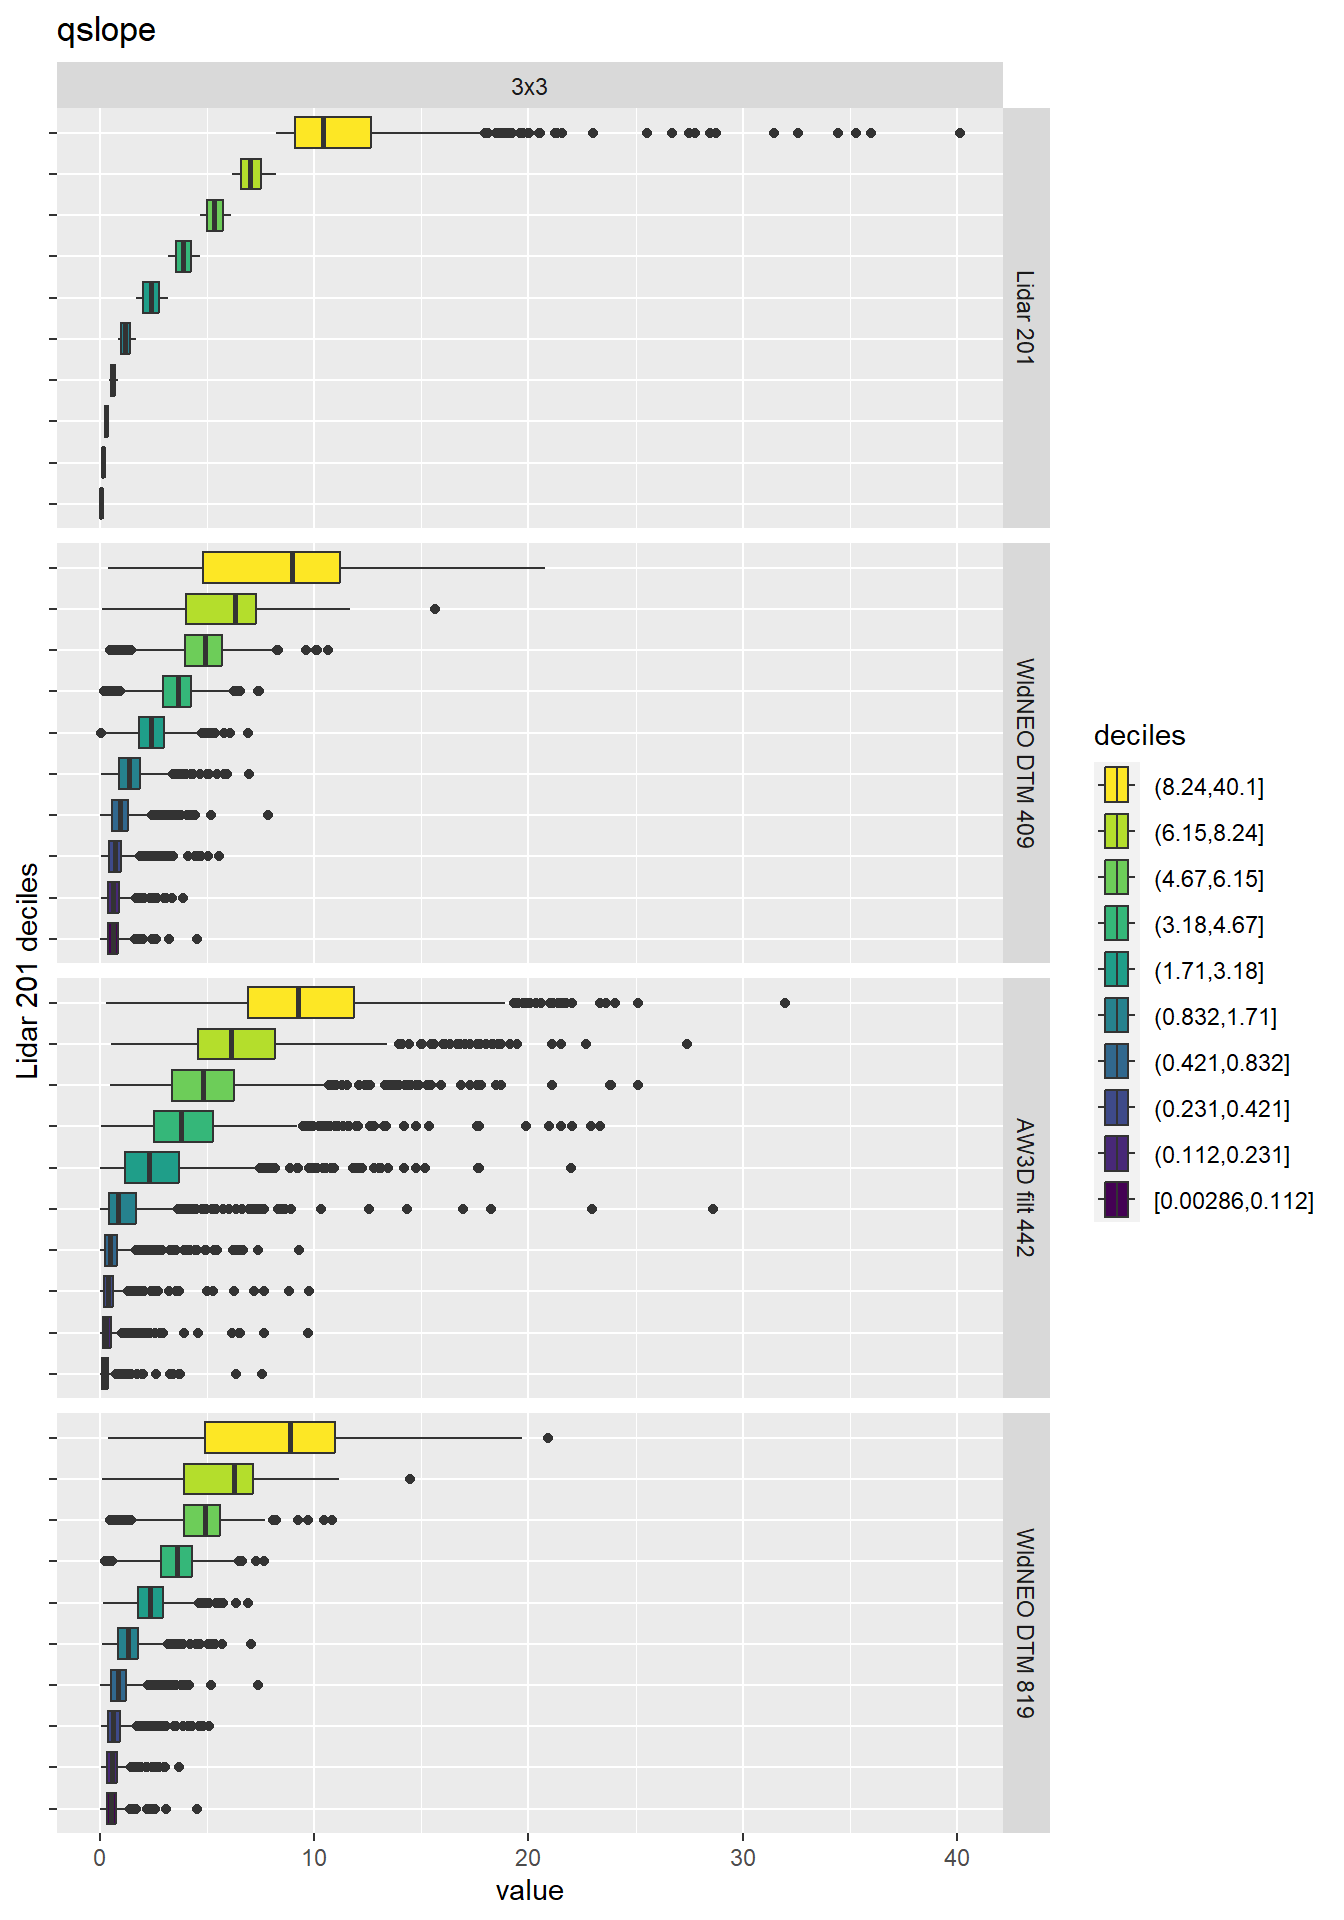 qslope
3x3
Lidar 201
WldNEO DTM 409
AW3D filt 442
WldNEO DTM 819
Lidar 201 deciles
0 10 20 30 40
value
deciles
(8.24,40.1]
(6.15,8.24]
(4.67,6.15]
(3.18,4.67]
(1.71,3.18]
(0.832,1.71]
(0.421,0.832]
(0.231,0.421]
(0.112,0.231]
[0.00286,0.112]